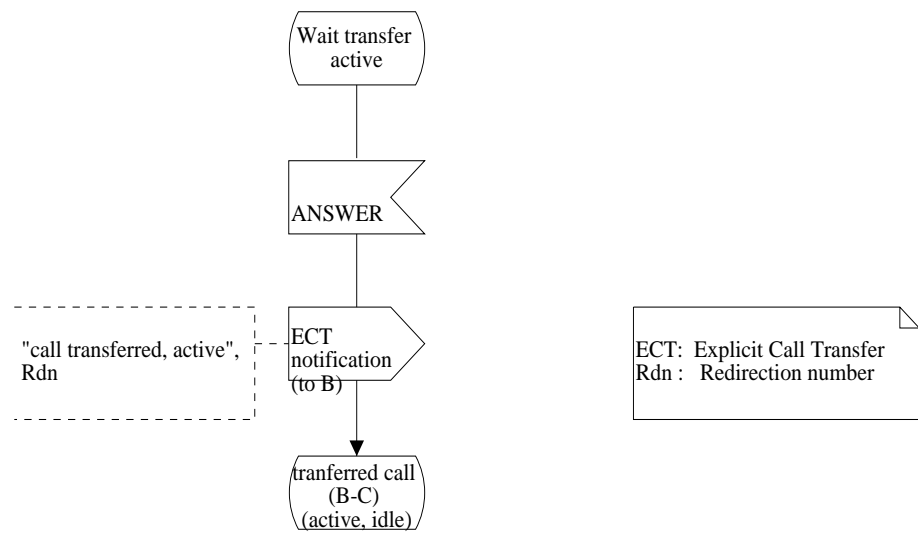 Wait transfer
active
ANSWER
"call transferred, active",
Rdn
ECT
notification
(to B)
ECT: Explicit Call Transfer
Rdn : Redirection number
tranferred call
(B-C)
(active, idle)